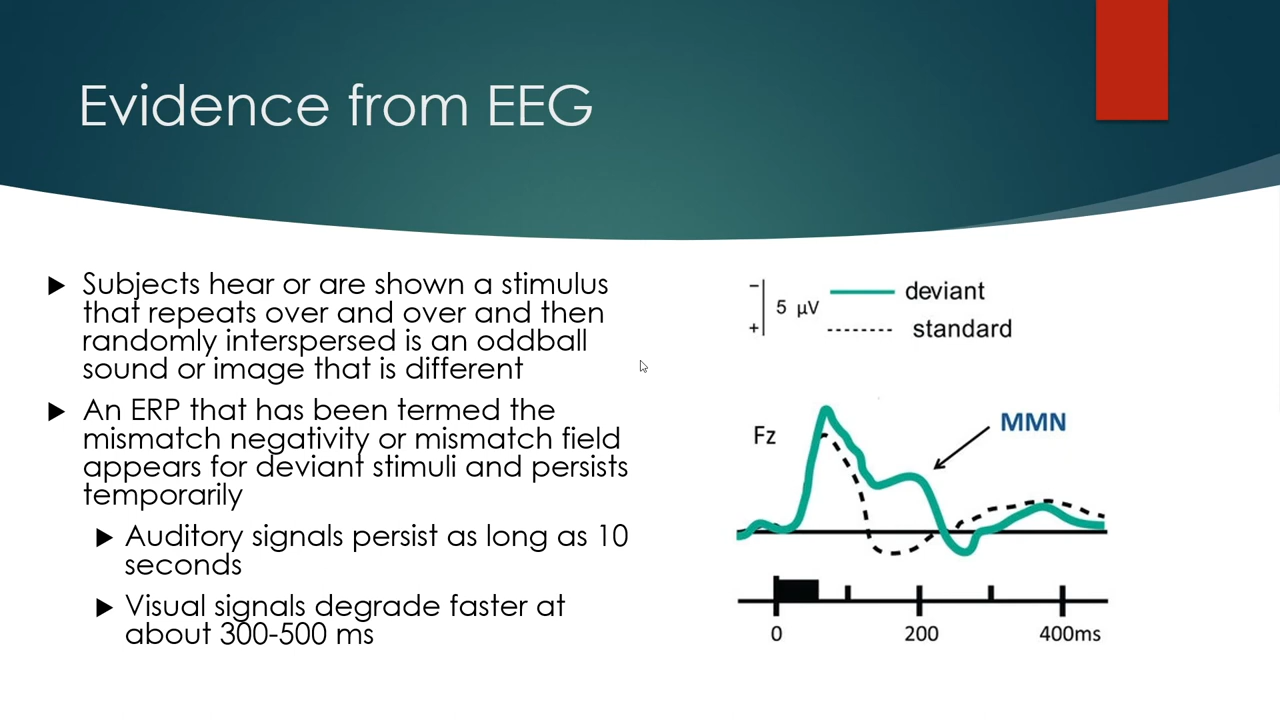 Evidence from EEG
Subjects hear or are shown a stimulus
that repeats over and over and then
randomly interspersed is an oddball
sound or image that is different
An ERP that has been termed the
mismatch negativity or mismatch field
appears for deviant stimuli and persists
temporarily
Auditory signals persist as long as 10
seconds
Visual signals degrade faster at
about 300-500 ms
−
5 µV
+
deviant
standard
Fz
MMN
0
200
400ms